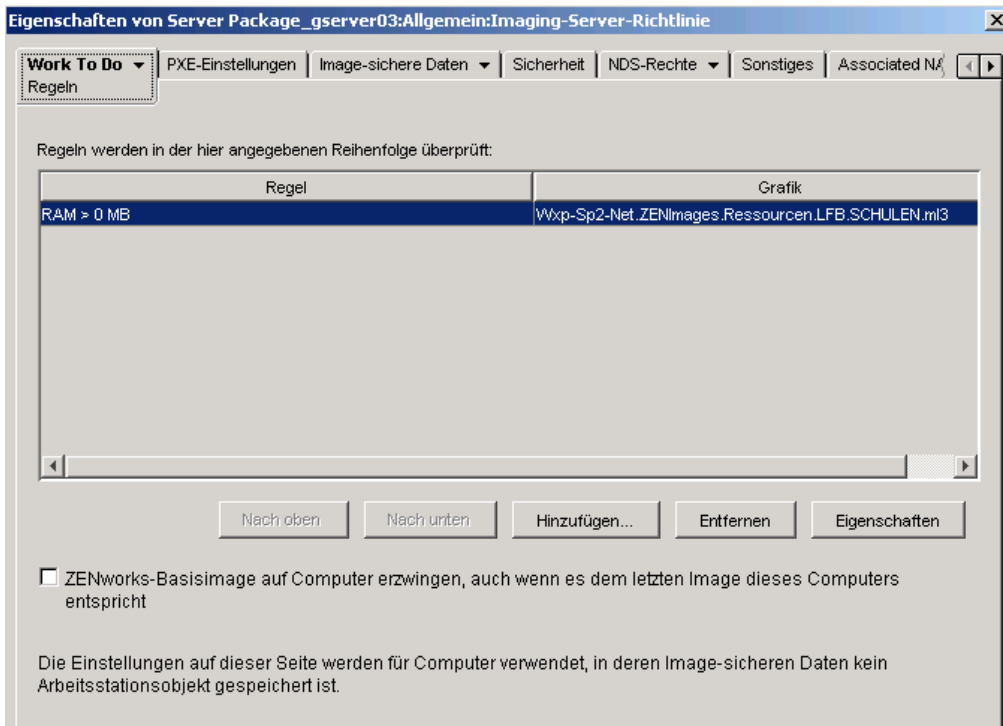 Eigenschaften von Server Package_gserver03:Allgemein:Imaging-Server-Richtlinie
Work To Do PXE-Einstellungen Image-sichere Daten Sicherheit NDS-Rechte Sonstiges Associated
Regeln
Regeln werden in der hier angegebenen Reihenfolge überprüft:
Regel Grafik
RAM > 0 MB Wxp-Sp2-Net.ZENImages.Ressourcen.LFB.SCHULEN.ml3
Nach oben Nach unten Hinzufügen... Entfernen Eigenschaften
ZENworks-Basisimage auf Computer erzwingen, auch wenn es dem letzten Image dieses Computers
entspricht
Die Einstellungen auf dieser Seite werden für Computer verwendet, in deren Image-sicheren Daten kein
Arbeitsstationsobjekt gespeichert ist.